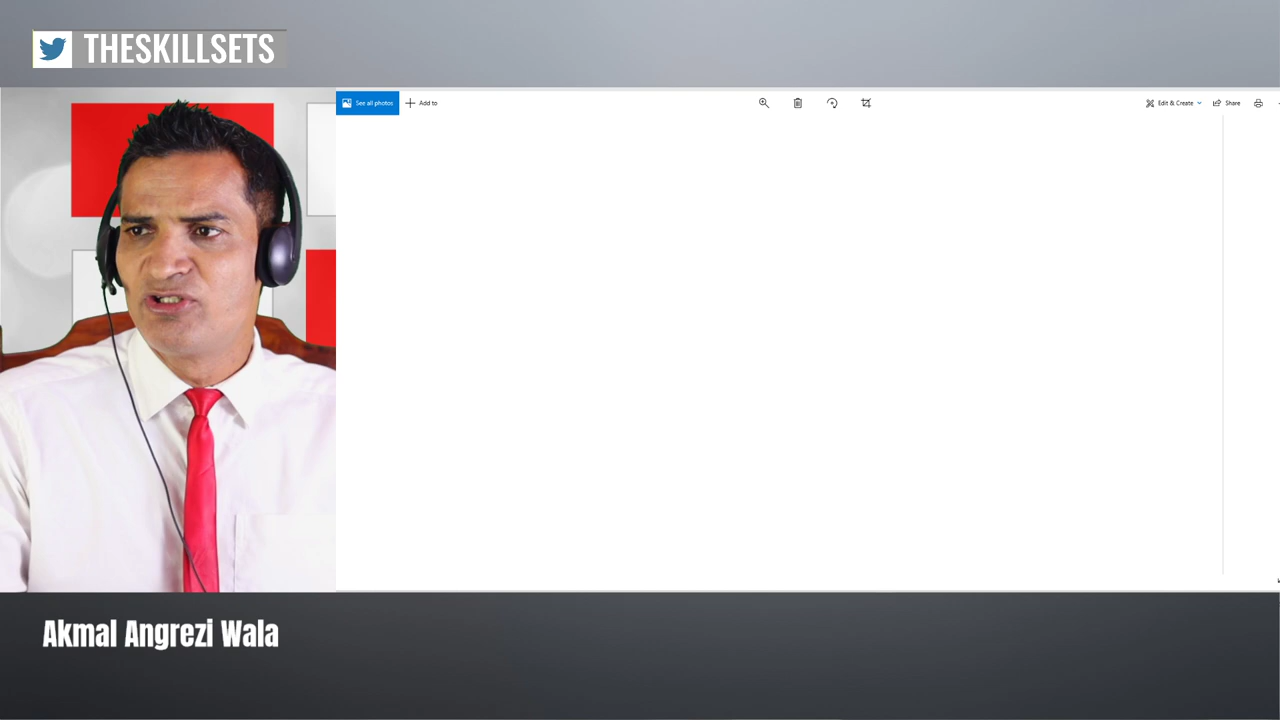 THESKILLSETS
See all photos
Add to
Edit & Create
Share
Akmal Angrezi Wala